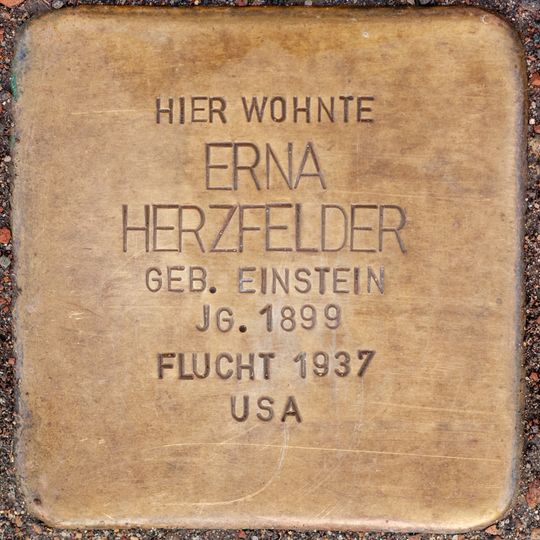 HIER WOHNTE
ERNA
HERZFELDER
GEB. EINSTEIN
JG. 1899
FLUCHT 1937
USA